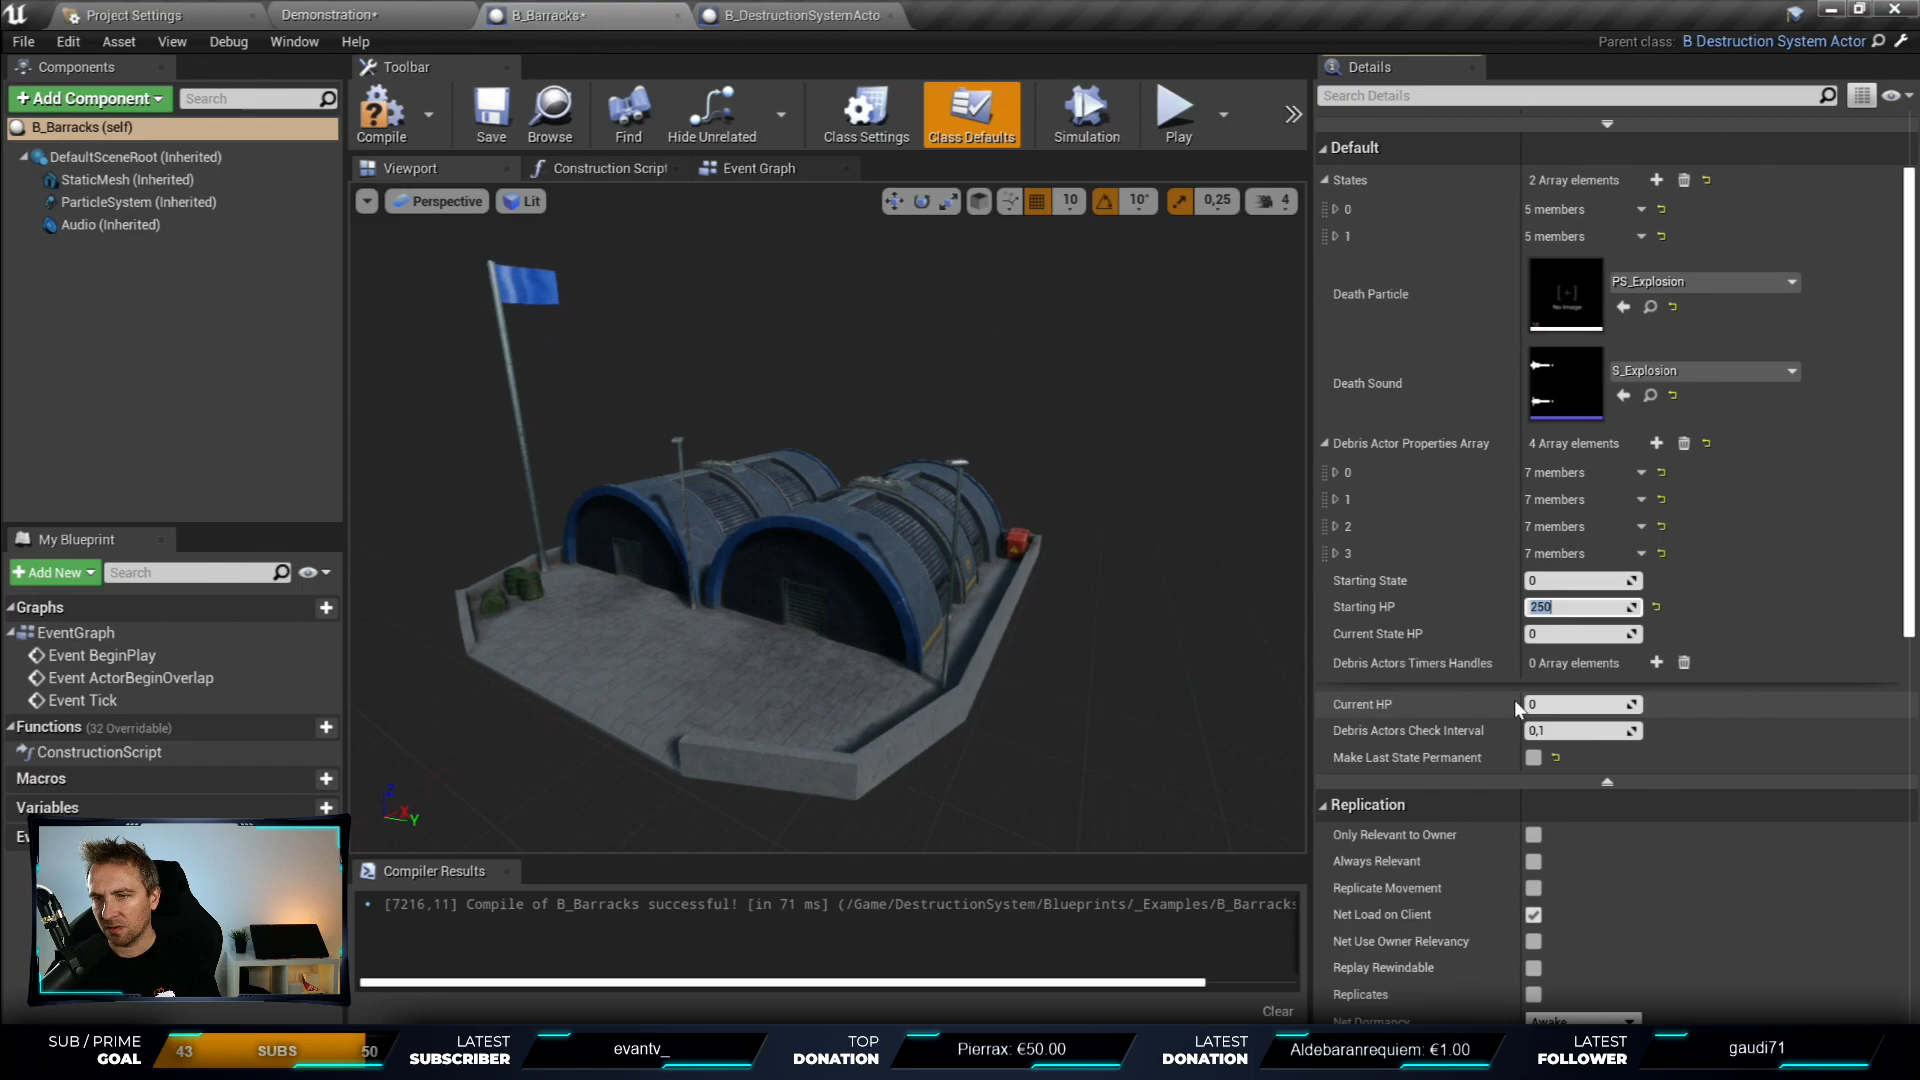 Project Settings
Demonstration*
B_Barracks*
B_DestructionSystemActo
File
Edit
Asset
View
Debug
Window
Help
Parent class: B Destruction System Actor
Components
+ Add Component
Search
B_Barracks (self)
DefaultSceneRoot (Inherited)
StaticMesh (Inherited)
ParticleSystem (Inherited)
Audio (Inherited)
My Blueprint
+ Add New
Search
Graphs
EventGraph
Event BeginPlay
Event ActorBeginOverlap
Event Tick
Functions (32 Overridable)
ConstructionScript
Macros
Variables
Toolbar
Compile
Save
Browse
Find
Hide Unrelated
Class Settings
Class Defaults
Simulation
Play
Viewport
Construction Script
Event Graph
Perspective
Lit
10
10°
0,25
4
Z
X
Y
Compiler Results
[7216,11] Compile of B_Barracks successful! [in 71 ms] (/Game/DestructionSystem/Blueprints/_Examples/B_Barracks
Clear
Details
Search Details
Default
States 2 Array elements
0 5 members
1 5 members
Death Particle
No Image
PS_Explosion
Death Sound
S_Explosion
Debris Actor Properties Array 4 Array elements
0 7 members
1 7 members
2 7 members
3 7 members
Starting State 0
Starting HP 250
Current State HP 0
Debris Actors Timers Handles 0 Array elements
Current HP 0
Debris Actors Check Interval 0,1
Make Last State Permanent
Replication
Only Relevant to Owner
Always Relevant
Replicate Movement
Net Load on Client
Net Use Owner Relevancy
Replay Rewindable
Replicates
Net Dormancy Awake
SUB / PRIME
GOAL
43 SUBS 50
LATEST
SUBSCRIBER
evantv_
TOP
DONATION
Pierrax: €50.00
LATEST
DONATION
Aldebaranrequiem: €1.00
LATEST
FOLLOWER
gaudi71